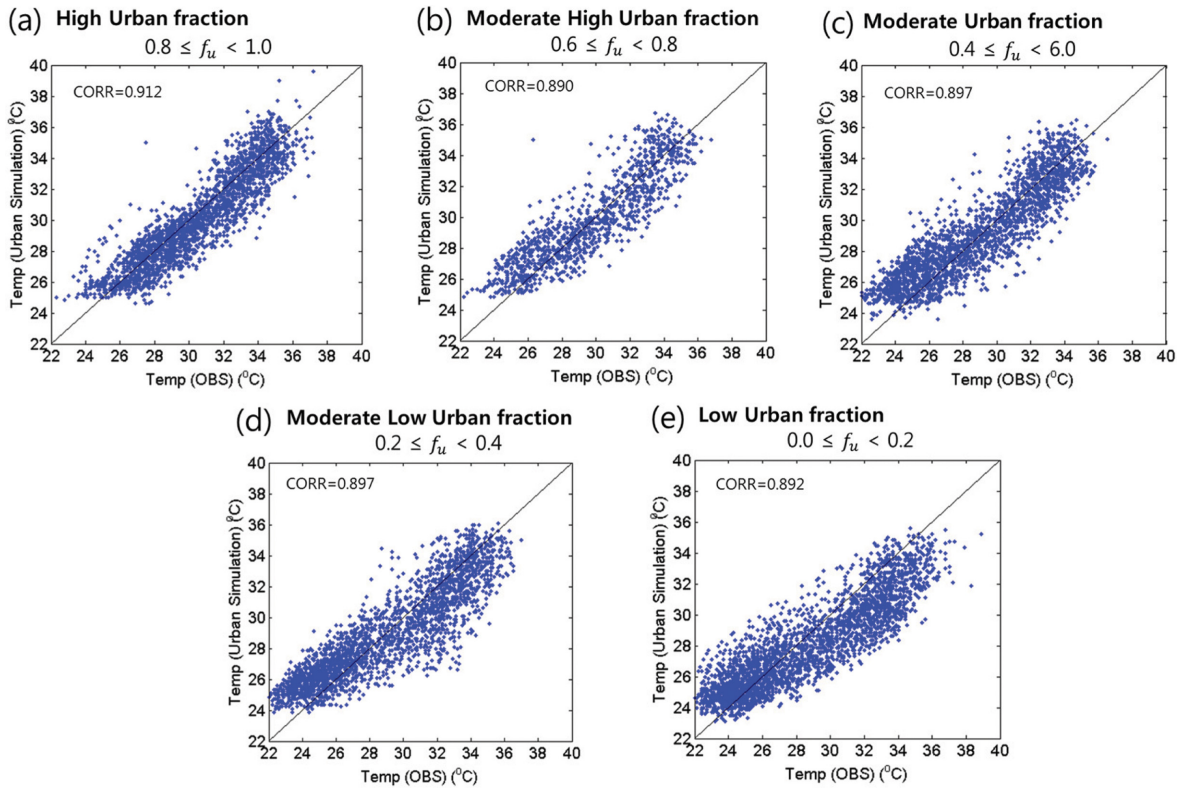 (a) High Urban fraction
0.8 ≤ fᵤ < 1.0
CORR=0.912
40
38
36
34
32
30
28
26
24
22
Temp (Urban Simulation) (°C)
22 24 26 28 30 32 34 36 38 40
Temp (OBS) (°C)
(b) Moderate High Urban fraction
0.6 ≤ fᵤ < 0.8
CORR=0.890
40
38
36
34
32
30
28
26
24
22
Temp (Urban Simulation) (°C)
22 24 26 28 30 32 34 36 38 40
Temp (OBS) (°C)
(c) Moderate Urban fraction
0.4 ≤ fᵤ < 6.0
CORR=0.897
40
38
36
34
32
30
28
26
24
22
Temp (Urban Simulation) (°C)
22 24 26 28 30 32 34 36 38 40
Temp (OBS) (°C)
(d) Moderate Low Urban fraction
0.2 ≤ fᵤ < 0.4
CORR=0.897
40
38
36
34
32
30
28
26
24
22
Temp (Urban Simulation) (°C)
22 24 26 28 30 32 34 36 38 40
Temp (OBS) (°C)
(e) Low Urban fraction
0.0 ≤ fᵤ < 0.2
CORR=0.892
40
38
36
34
32
30
28
26
24
22
Temp (Urban Simulation) (°C)
22 24 26 28 30 32 34 36 38 40
Temp (OBS) (°C)